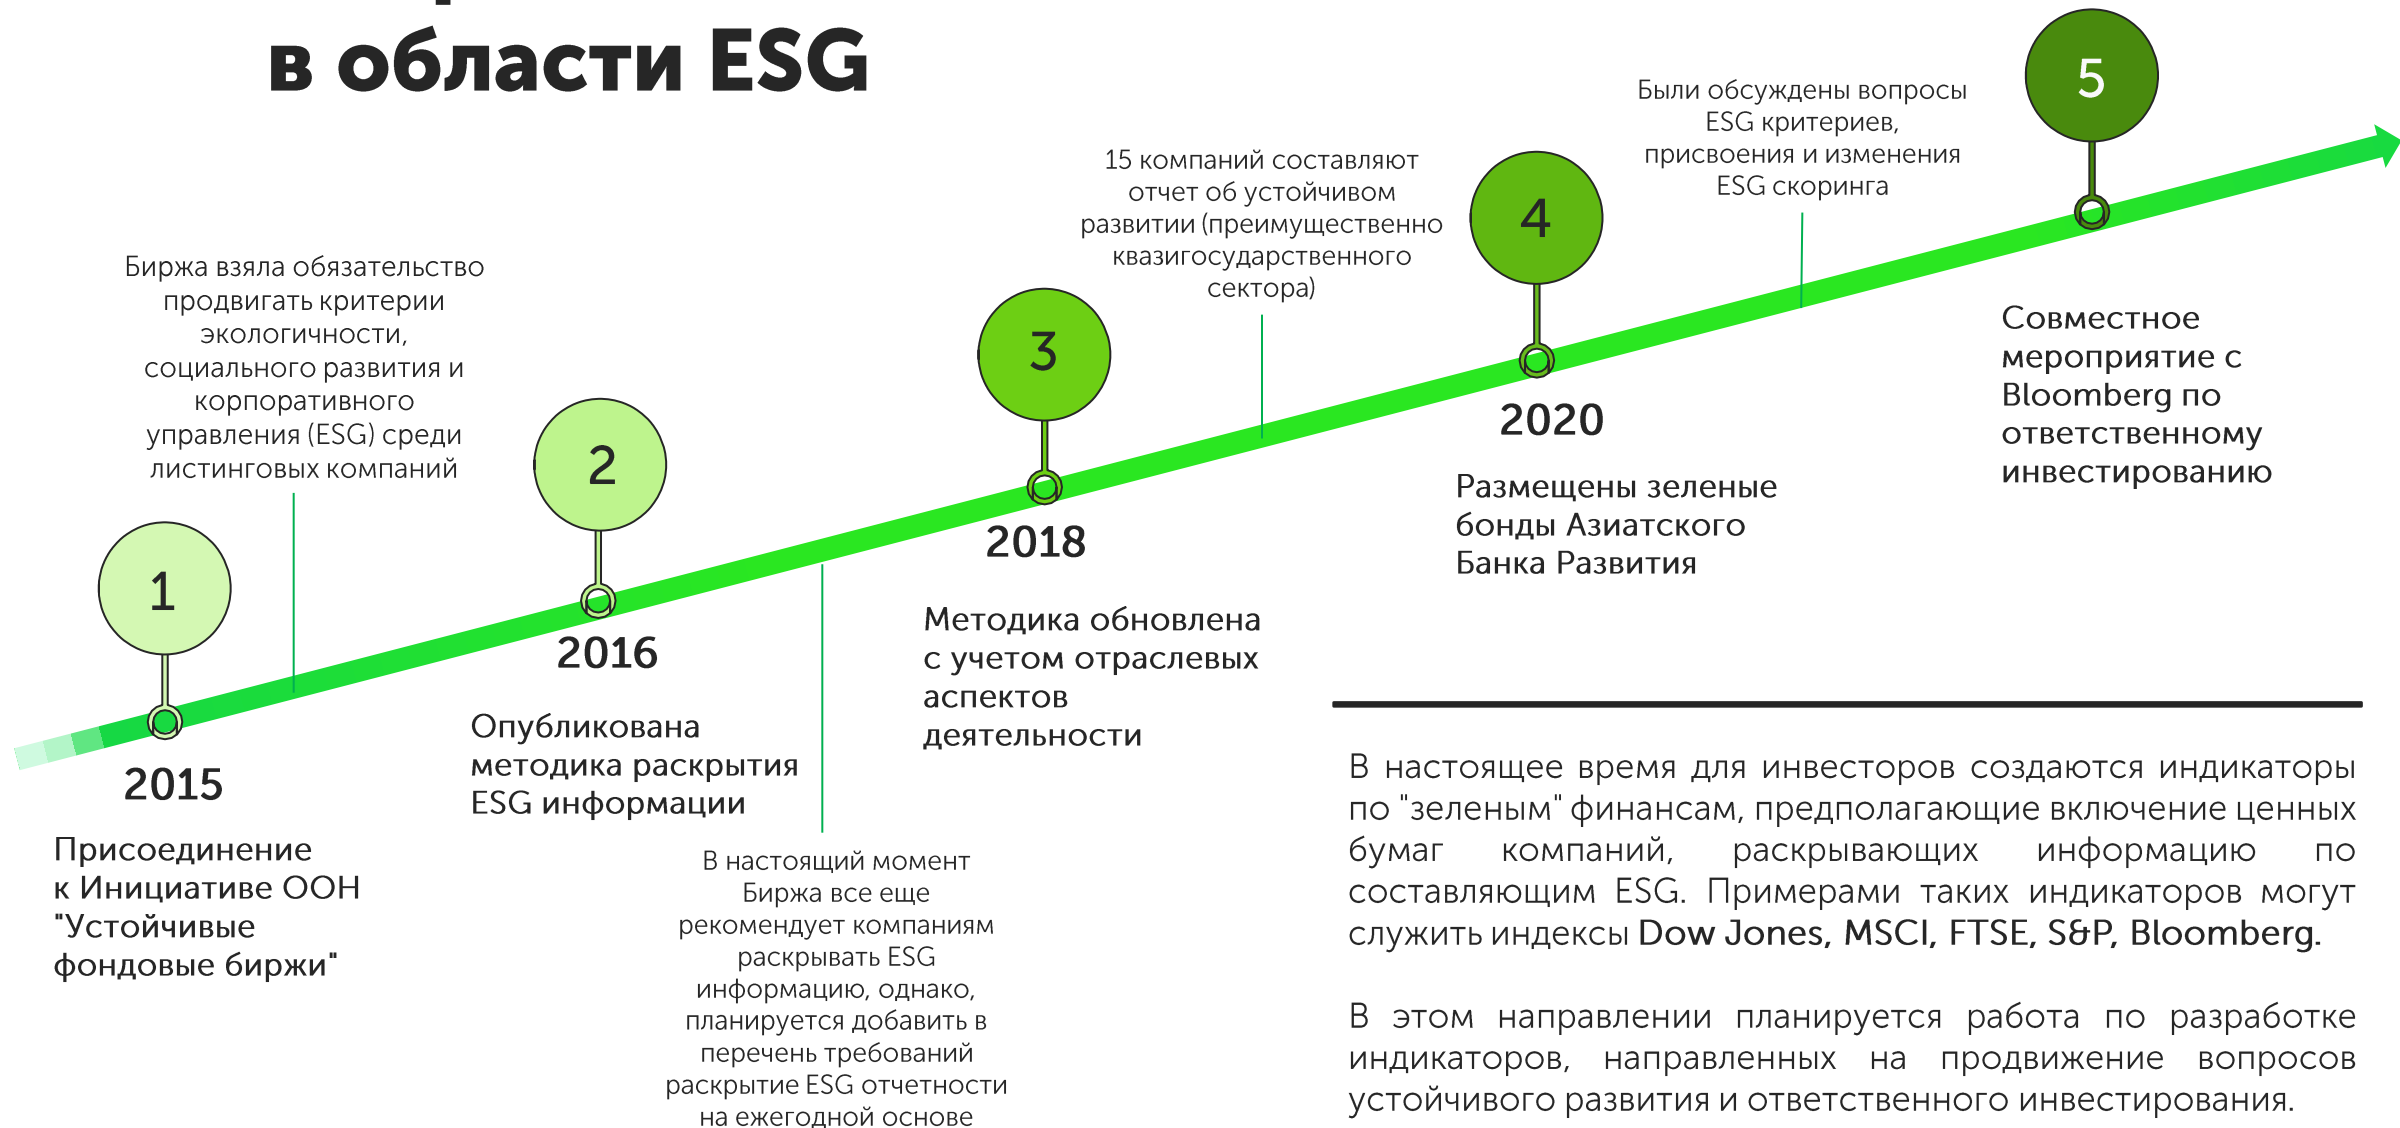 в области ESG
Биржа взяла обязательство
продвигать критерии
экологичности,
социального развития и
корпоративного
управления (ESG) среди
листинговых компаний
1
2015
Присоединение
к Инициативе ООН
"Устойчивые
фондовые биржи"
2
2016
Опубликована
методика раскрытия
ESG информации
В настоящий момент
Биржа все еще
рекомендует компаниям
раскрывать ESG
информацию, однако,
планируется добавить в
перечень требований
раскрытие ESG отчетности
на ежегодной основе
3
2018
Методика обновлена
с учетом отраслевых
аспектов
деятельности
15 компаний составляют
отчет об устойчивом
развитии (преимущественно
квазигосударственного
сектора)
4
2020
Размещены зеленые
бонды Азиатского
Банка Развития
Были обсуждены вопросы
ESG критериев,
присвоения и изменения
ESG скоринга
5
Совместное
мероприятие с
Bloomberg по
ответственному
инвестированию
В настоящее время для инвесторов создаются индикаторы
по "зеленым" финансам, предполагающие включение ценных
бумаг компаний, раскрывающих информацию по
составляющим ESG. Примерами таких индикаторов могут
служить индексы Dow Jones, MSCI, FTSE, S&P, Bloomberg.
В этом направлении планируется работа по разработке
индикаторов, направленных на продвижение вопросов
устойчивого развития и ответственного инвестирования.